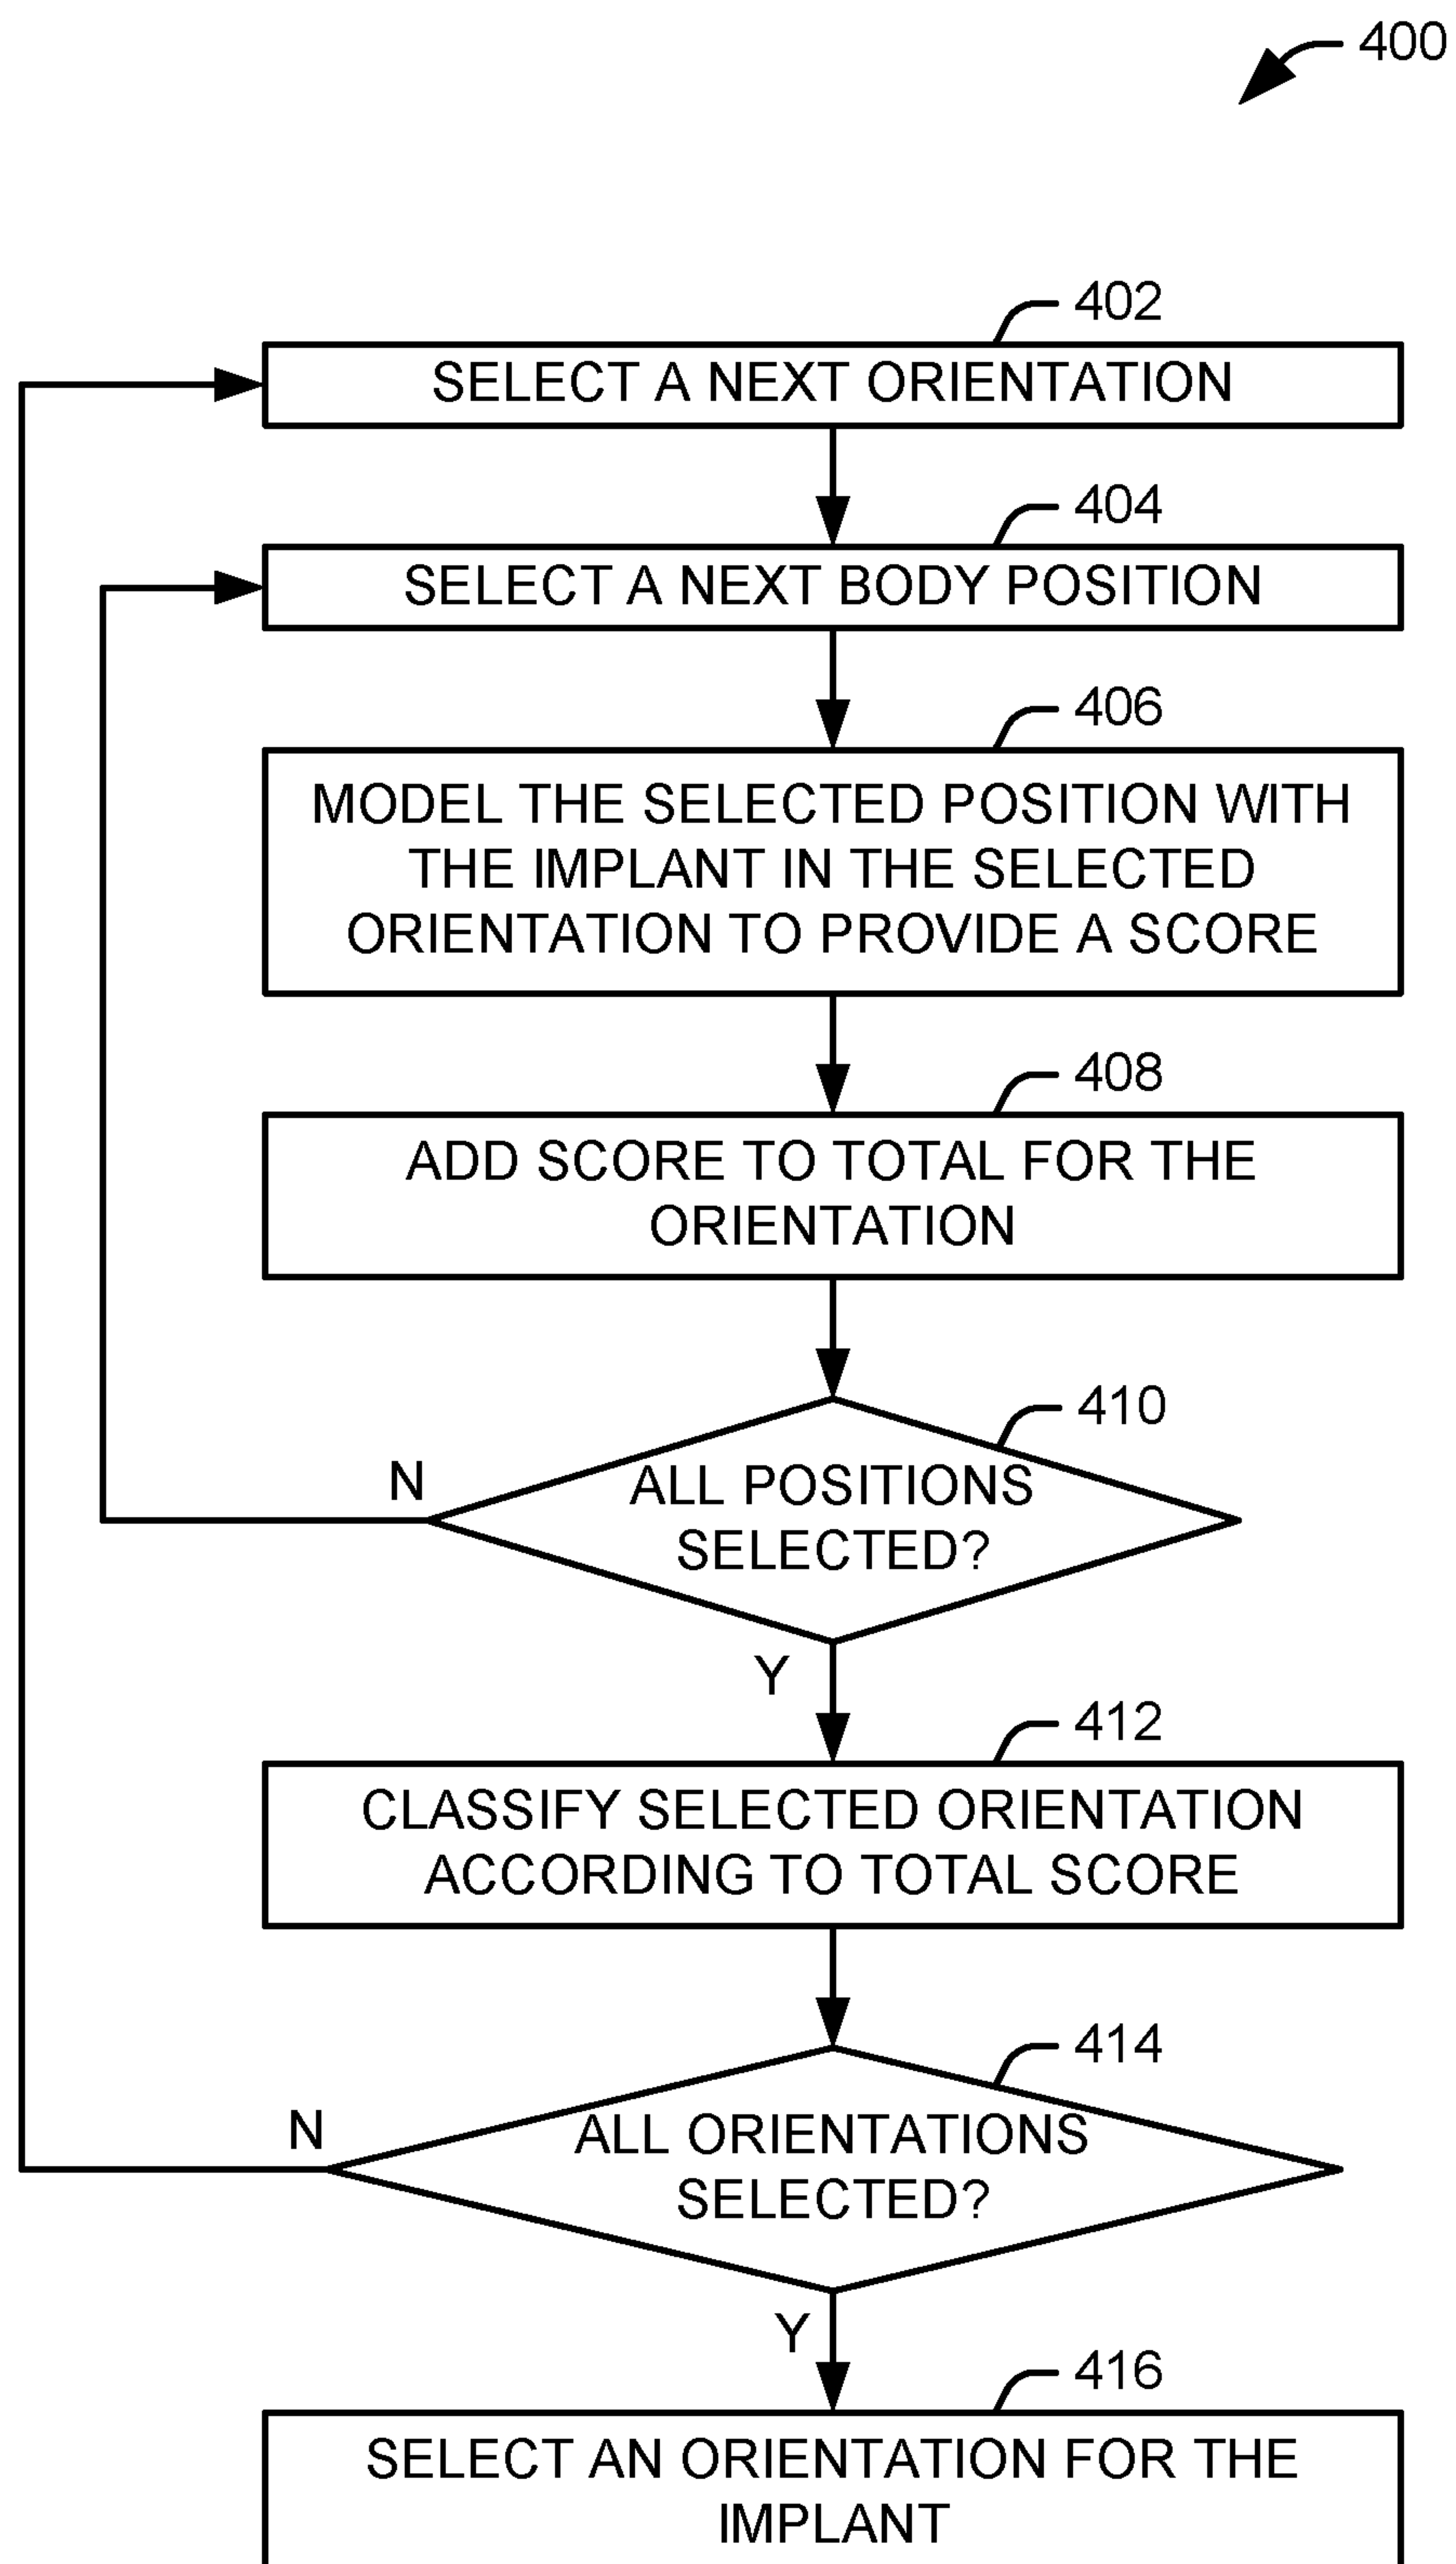 400
402
SELECT A NEXT ORIENTATION
404
SELECT A NEXT BODY POSITION
406
MODEL THE SELECTED POSITION WITH
THE IMPLANT IN THE SELECTED
ORIENTATION TO PROVIDE A SCORE
408
ADD SCORE TO TOTAL FOR THE
ORIENTATION
410
ALL POSITIONS
SELECTED?
N
Y
412
CLASSIFY SELECTED ORIENTATION
ACCORDING TO TOTAL SCORE
414
ALL ORIENTATIONS
SELECTED?
N
Y
416
SELECT AN ORIENTATION FOR THE
IMPLANT